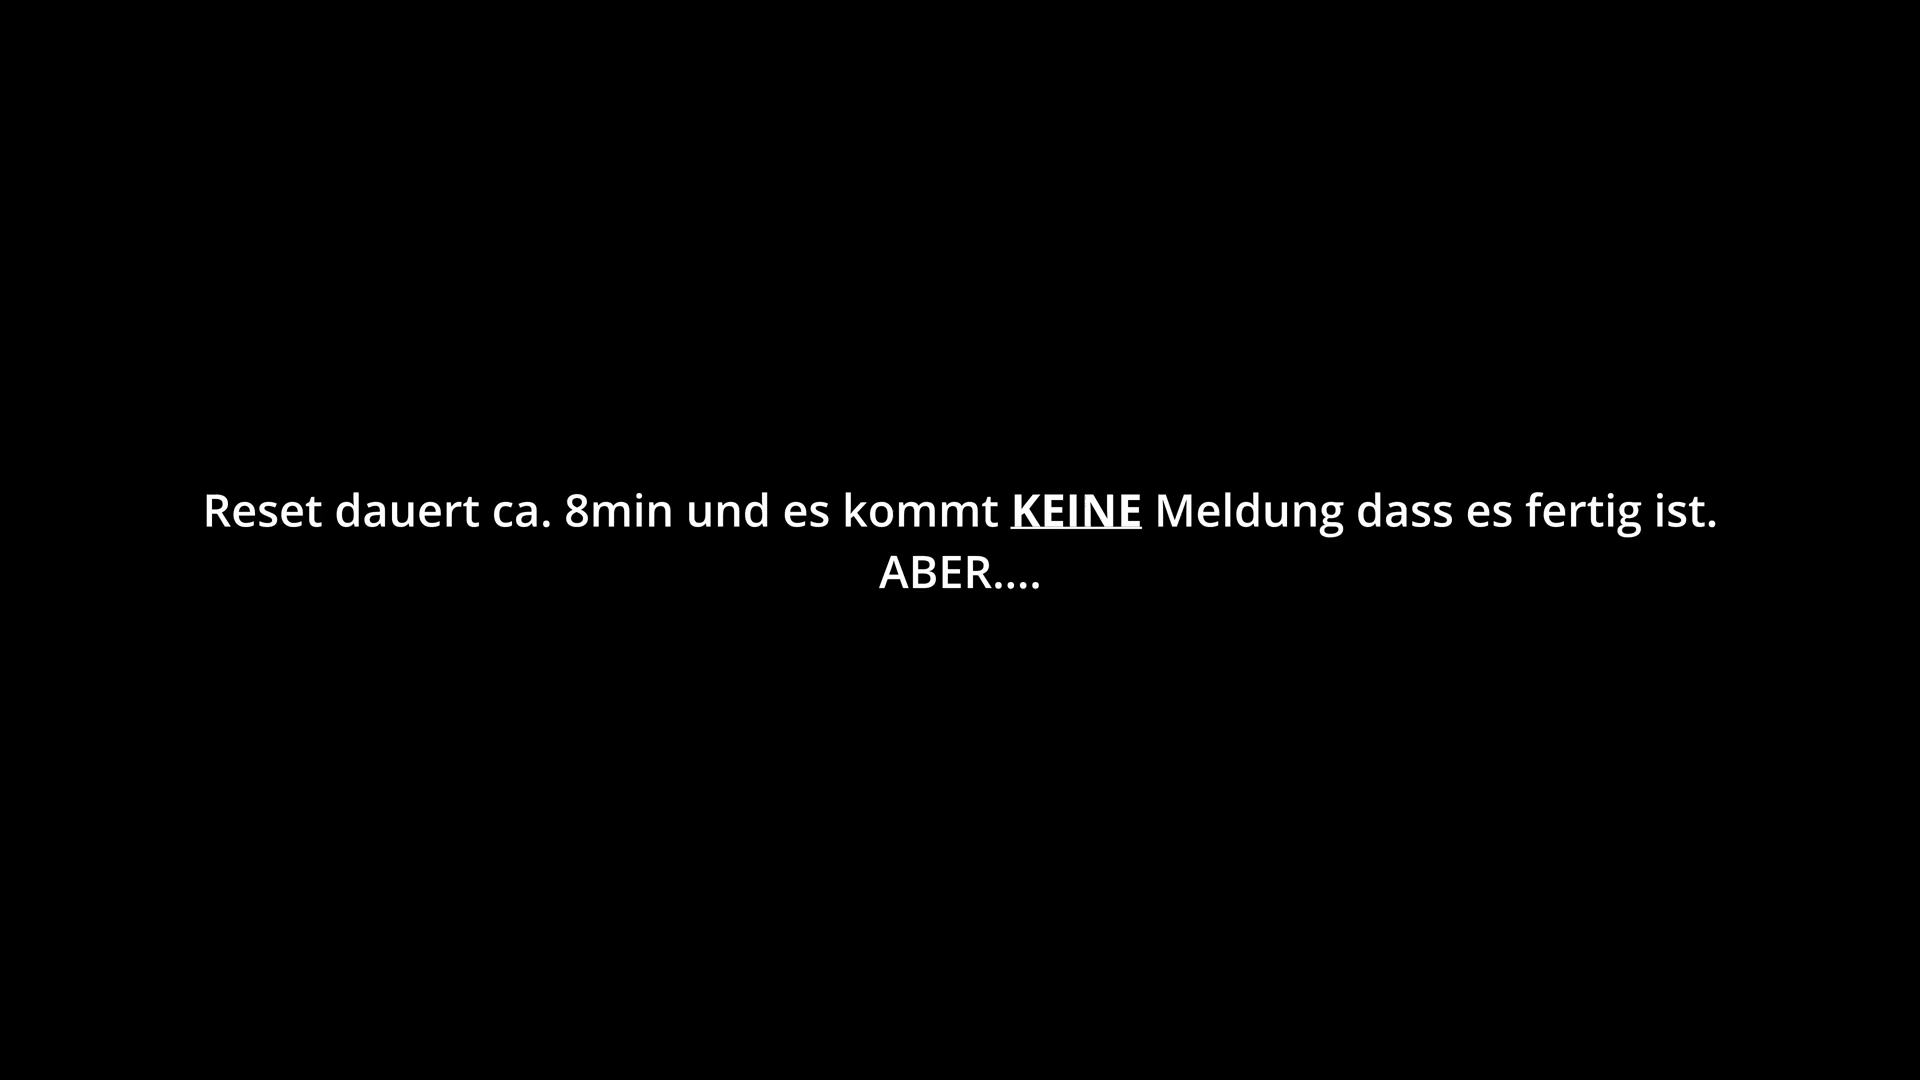 Reset dauert ca. 8min und es kommt KEINE Meldung dass es fertig ist.
ABER....